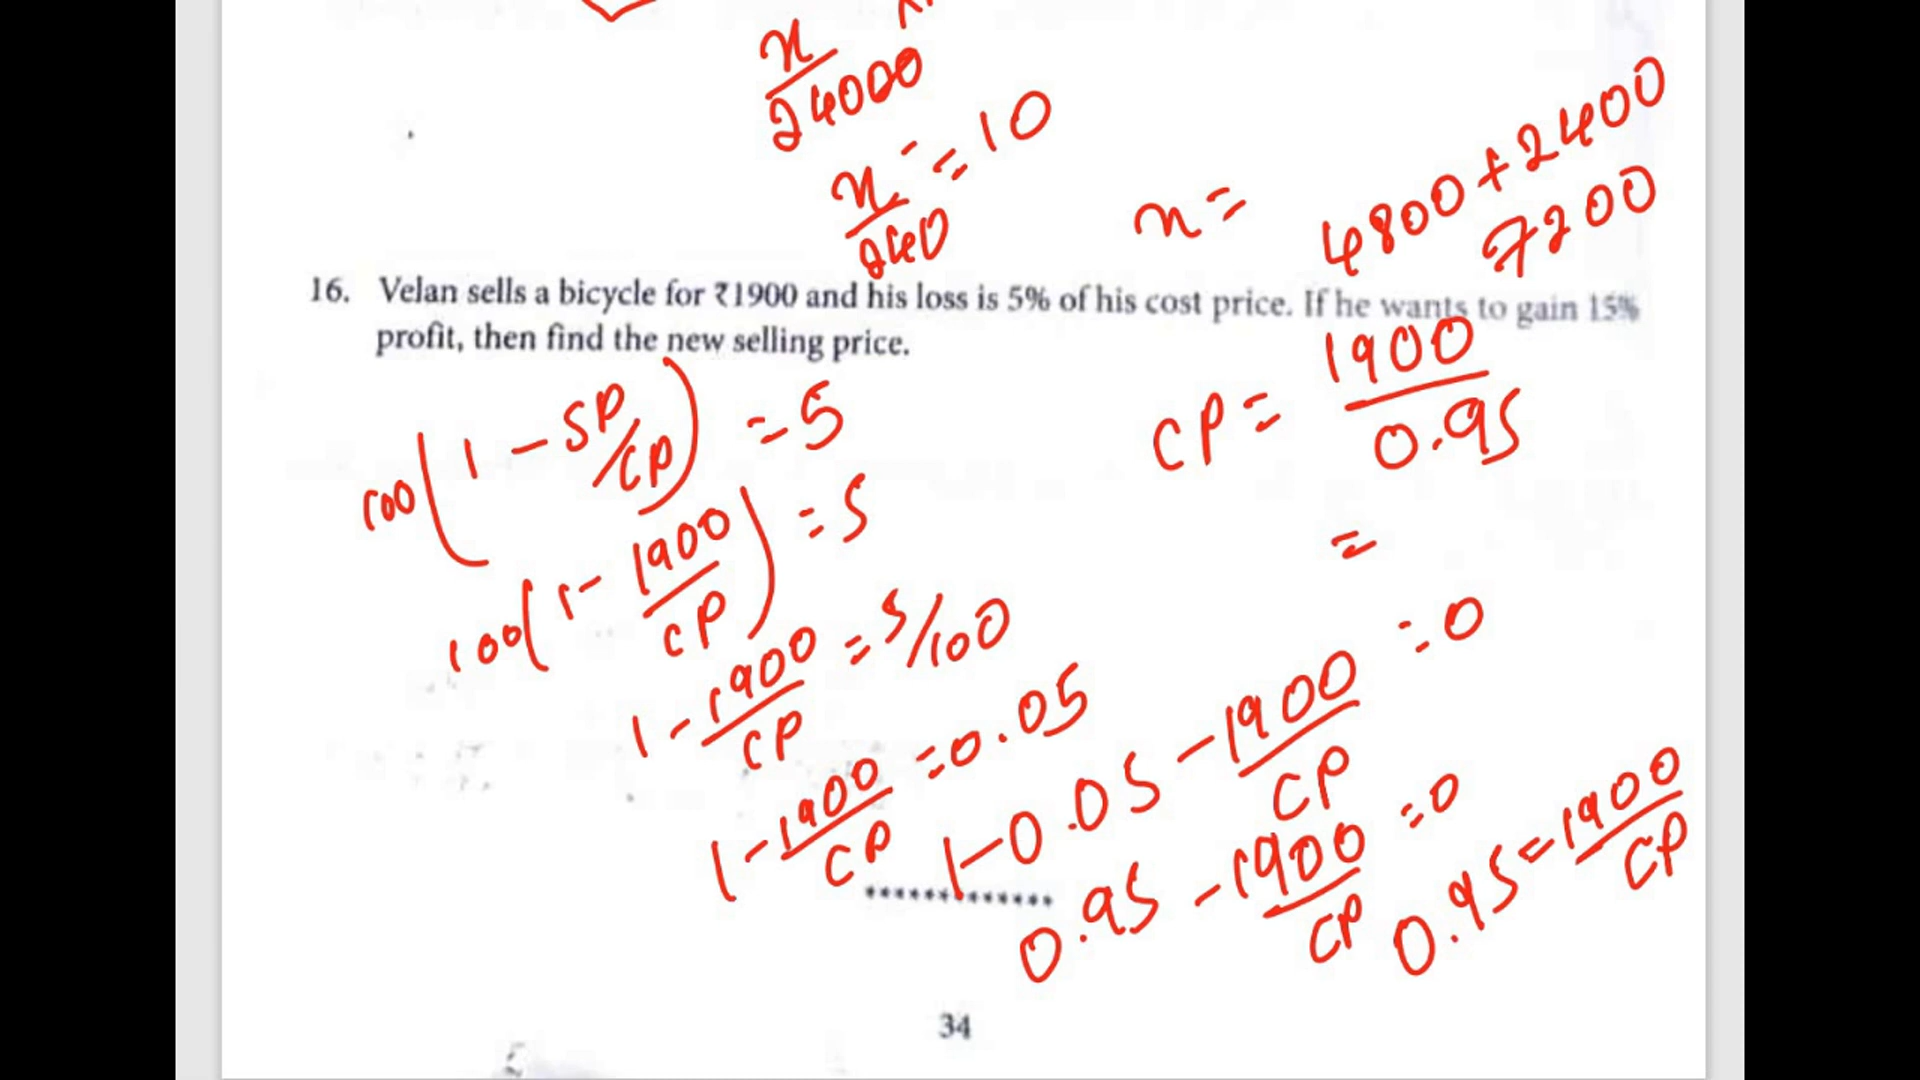 x/24000
x/240 = 10
x =
4800 + 2400
7200
16. Velan sells a bicycle for ₹1900 and his loss is 5% of his cost price. If he wants to gain 15%
profit, then find the new selling price.
100(1 - SP/CP) = 5
100(1 - 1900/CP) = 5
1 - 1900/CP = 5/100
1 - 1900/CP = 0.05
1 - 0.05 - 1900/CP = 0
0.95 - 1900/CP = 0
0.95 = 1900/CP
CP = 1900/0.95
=
**************
34